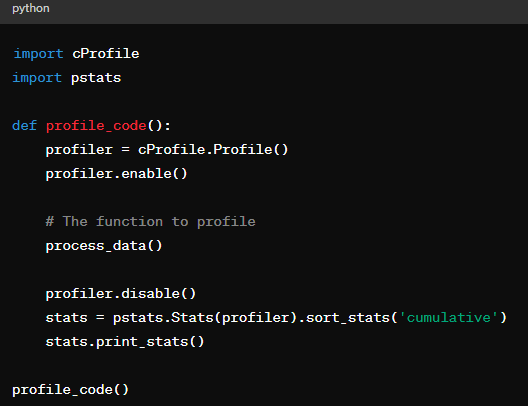 python
import cProfile
import pstats
def profile_code():
    profiler = cProfile.Profile()
    profiler.enable()
    # The function to profile
    process_data()
    profiler.disable()
    stats = pstats.Stats(profiler).sort_stats('cumulative')
    stats.print_stats()
profile_code()